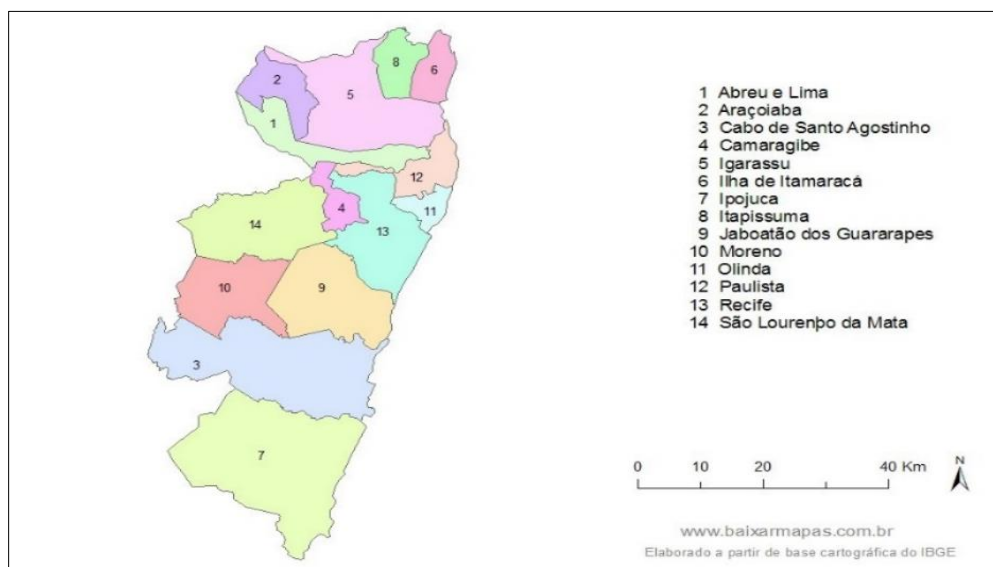 8
6
2
5
1
12
4
11
13
14
10
9
3
7
1 Abreu e Lima
2 Araçoiaba
3 Cabo de Santo Agostinho
4 Camaragibe
5 Igarassu
6 Ilha de Itamaracá
7 Ipojuca
8 Itapissuma
9 Jaboatão dos Guararapes
10 Moreno
11 Olinda
12 Paulista
13 Recife
14 São Lourenþo da Mata
0 10 20 40 Km
N
www.baixarmapas.com.br
Elaborado a partir de base cartográfica do IBGE